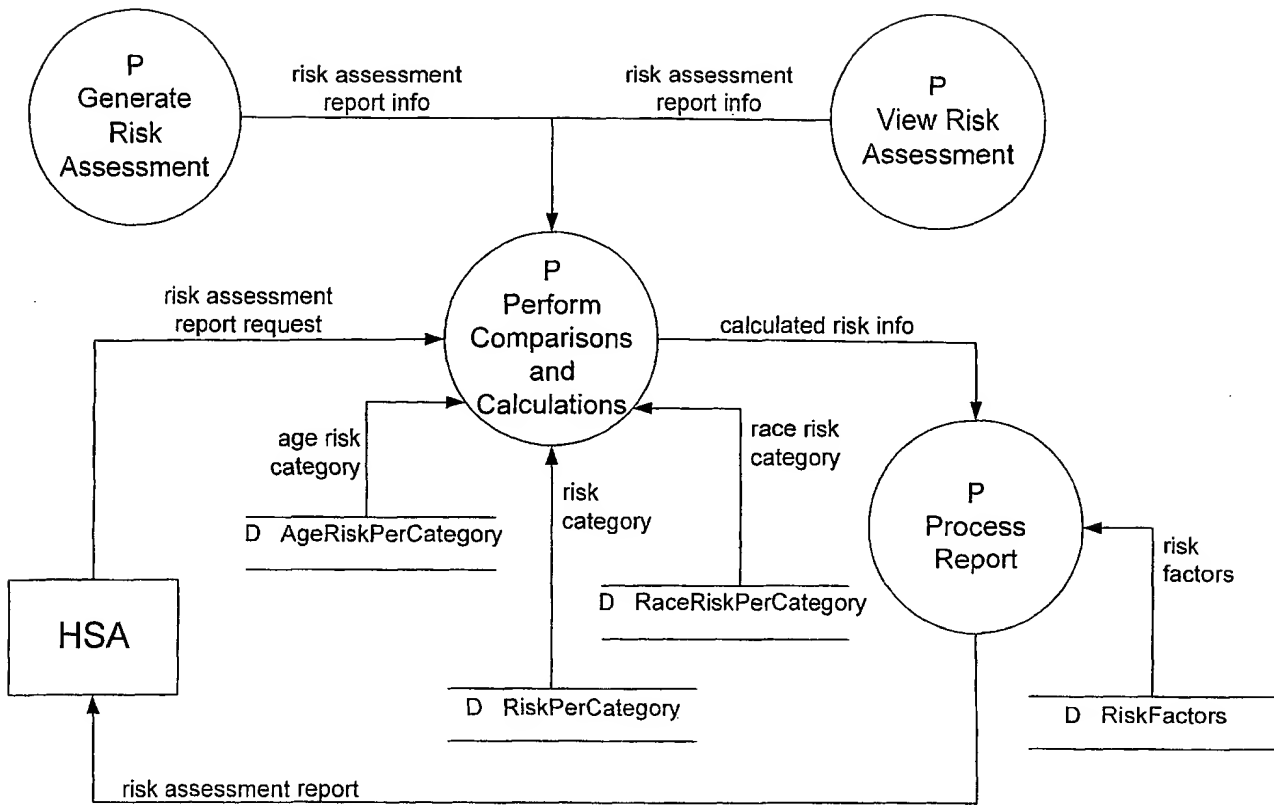 P
Generate
Risk
Assessment
risk assessment
report info
risk assessment
report info
P
View Risk
Assessment
risk assessment
report request
P
Perform
Comparisons
and
Calculations
calculated risk info
age risk
category
risk
category
race risk
category
D AgeRiskPerCategory
P
Process
Report
risk
factors
D RaceRiskPerCategory
HSA
D RiskPerCategory
D RiskFactors
risk assessment report